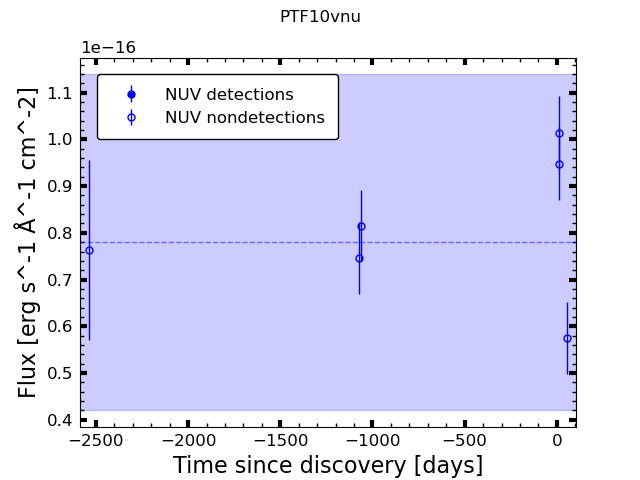 PTF10vnu
1e−16
NUV detections
NUV nondetections
1.1
1.0
0.9
0.8
0.7
0.6
0.5
0.4
Flux [erg s^-1 Å^-1 cm^-2]
−2500 −2000 −1500 −1000 −500 0
Time since discovery [days]